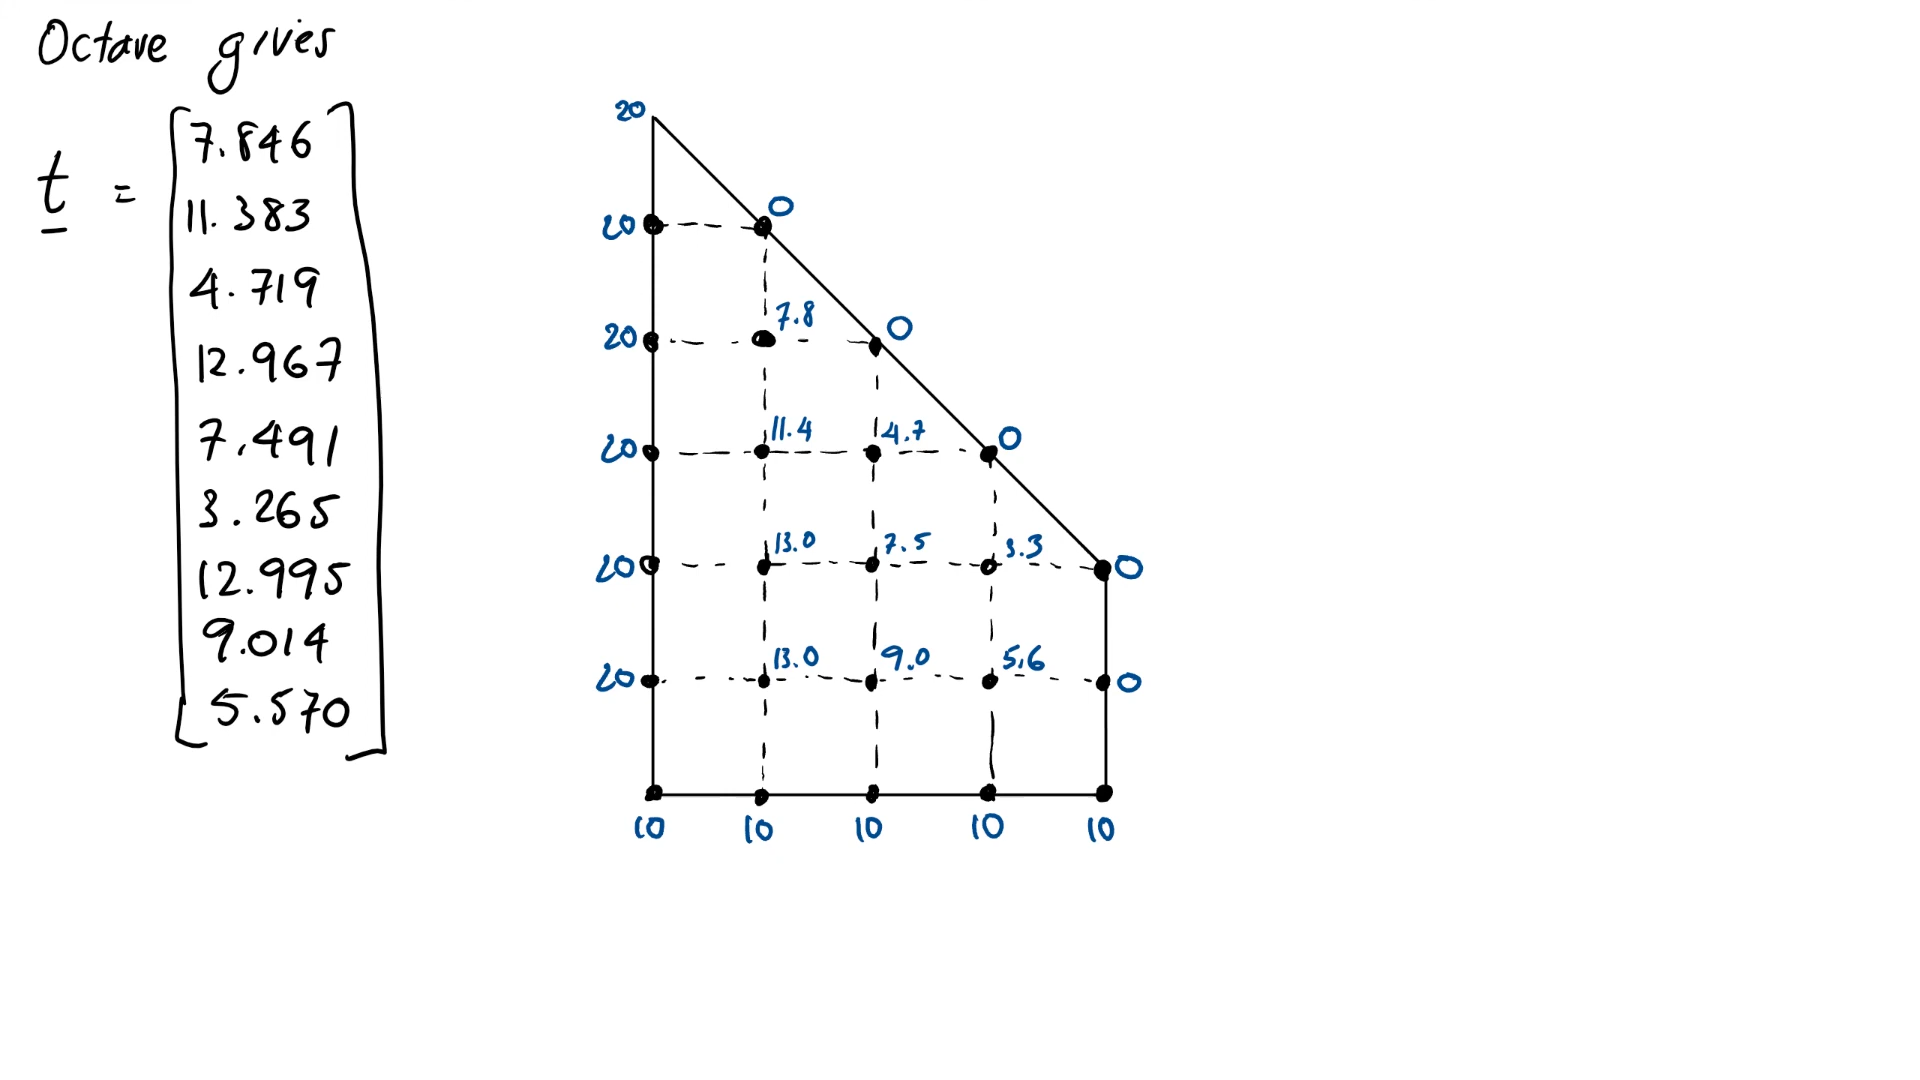 Octave gives
t = [7.846
11.383
4.719
12.967
7.491
3.265
12.995
9.014
5.570]
20
20 0
20 7.8 0
20 11.4 4.7 0
20 13.0 7.5 3.3 0
20 13.0 9.0 5.6 0
10 10 10 10 10